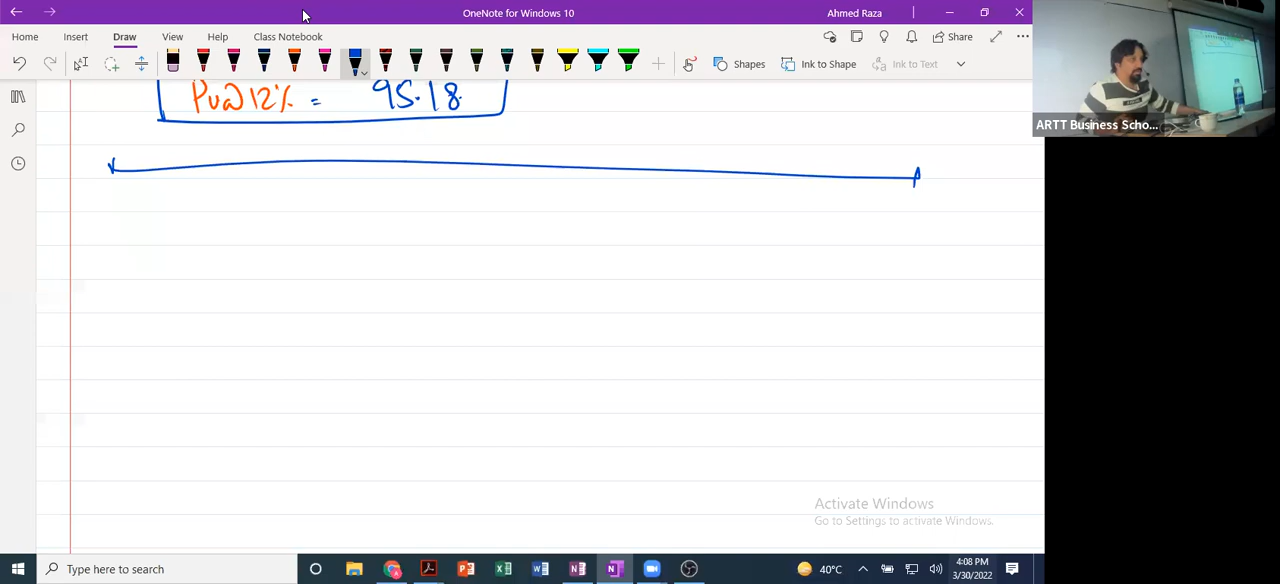 OneNote for Windows 10
Ahmed Raza
Home Insert Draw View Help Class Notebook
Share
Shapes Ink to Shape Ink to Text
PV@12% = 95.18
ARTT Business Scho...
Activate Windows
Go to Settings to activate Windows.
Type here to search
40°C
4:08 PM
3/30/2022